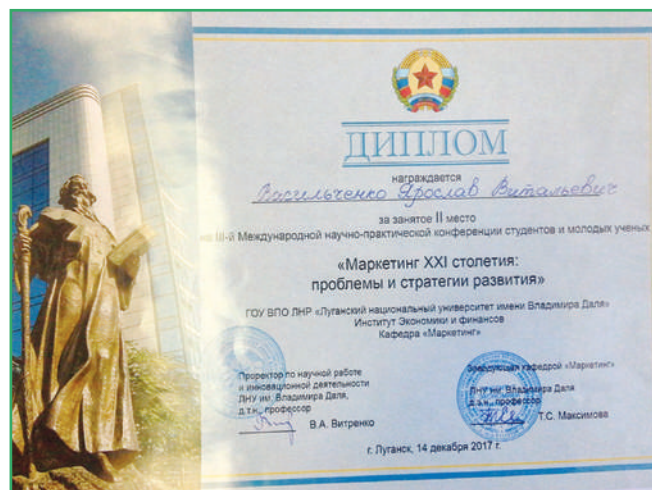 ДИПЛОМ
награждается
Васильченко Ярослав Витальевич
за занятое II место
на III-й Международной научно-практической конференции студентов и молодых ученых
«Маркетинг XXI столетия:
проблемы и стратегии развития»
ГОУ ВПО ЛНР «Луганский национальный университет имени Владимира Даля»
Институт Экономики и финансов
Кафедра «Маркетинг»
Проректор по научной работе
и инновационной деятельности
ЛНУ им. Владимира Даля,
д.т.н., профессор
В.А. Витренко
Заведующая кафедрой «Маркетинг»
ЛНУ им. Владимира Даля
д.э.н., профессор
Т.С. Максимова
г. Луганск, 14 декабря 2017 г.